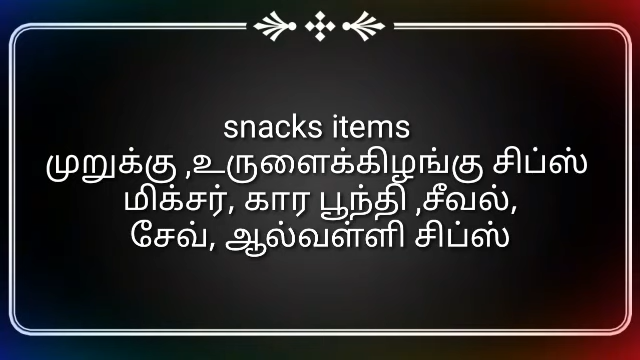 snacks items
முறுக்கு ,உருளைக்கிழங்கு சிப்ஸ்
மிக்சர், கார பூந்தி ,சீவல்,
சேவ், ஆல்வள்ளி சிப்ஸ்